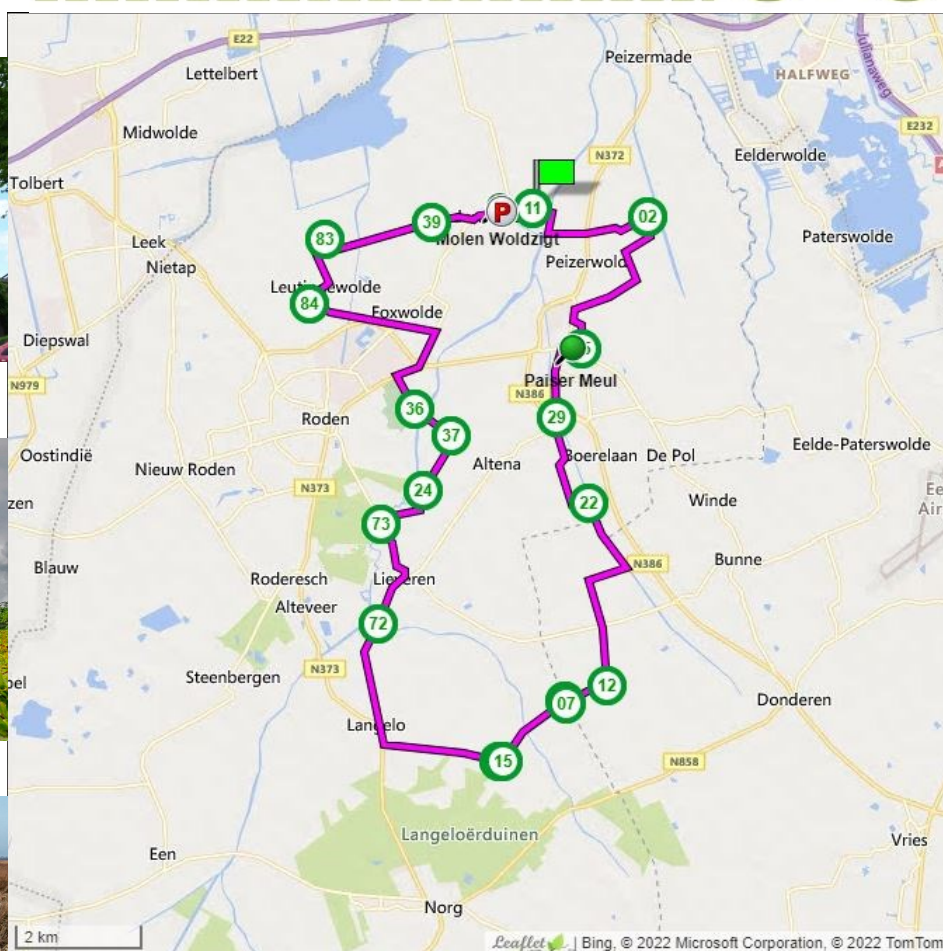 E22
Peizermade
Lettelbert
HALFWEG
Julianaweg
Midwolde
E232
N372
Eelderwolde
Tolbert
P
11
02
39
Molen Woldzigt
83
Paterswolde
Leek
Peizerwold
Nietap
84
Foxwolde
Diepswal
Paiser Meul
N979
N386
36
29
Roden
37
Eelde-Paterswolde
Oostindië
Altena
Boerelaan
De Pol
Nieuw Roden
24
N373
22
Winde
73
Blauw
N386
Bunne
Roderesch
Lieveren
Alteveer
72
N373
Steenbergen
12
07
Donderen
Langelo
15
N858
Langeloërduinen
Vries
Een
Norg
2 km
Leaflet | Bing, © 2022 Microsoft Corporation, © 2022 TomTom